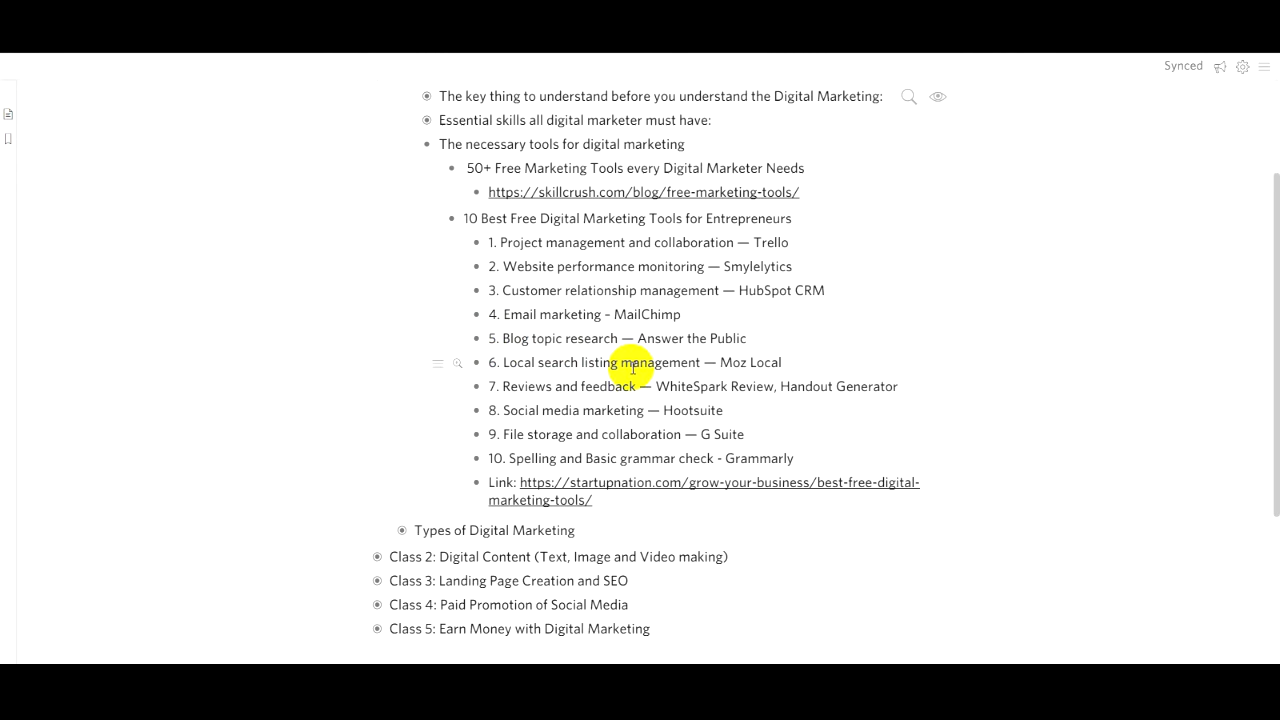 Synced
The key thing to understand before you understand the Digital Marketing:
Essential skills all digital marketer must have:
The necessary tools for digital marketing
50+ Free Marketing Tools every Digital Marketer Needs
https://skillcrush.com/blog/free-marketing-tools/
10 Best Free Digital Marketing Tools for Entrepreneurs
1. Project management and collaboration — Trello
2. Website performance monitoring — Smylelytics
3. Customer relationship management — HubSpot CRM
4. Email marketing – MailChimp
5. Blog topic research — Answer the Public
6. Local search listing management — Moz Local
7. Reviews and feedback — WhiteSpark Review, Handout Generator
8. Social media marketing — Hootsuite
9. File storage and collaboration — G Suite
10. Spelling and Basic grammar check - Grammarly
Link: https://startupnation.com/grow-your-business/best-free-digital-
marketing-tools/
Types of Digital Marketing
Class 2: Digital Content (Text, Image and Video making)
Class 3: Landing Page Creation and SEO
Class 4: Paid Promotion of Social Media
Class 5: Earn Money with Digital Marketing